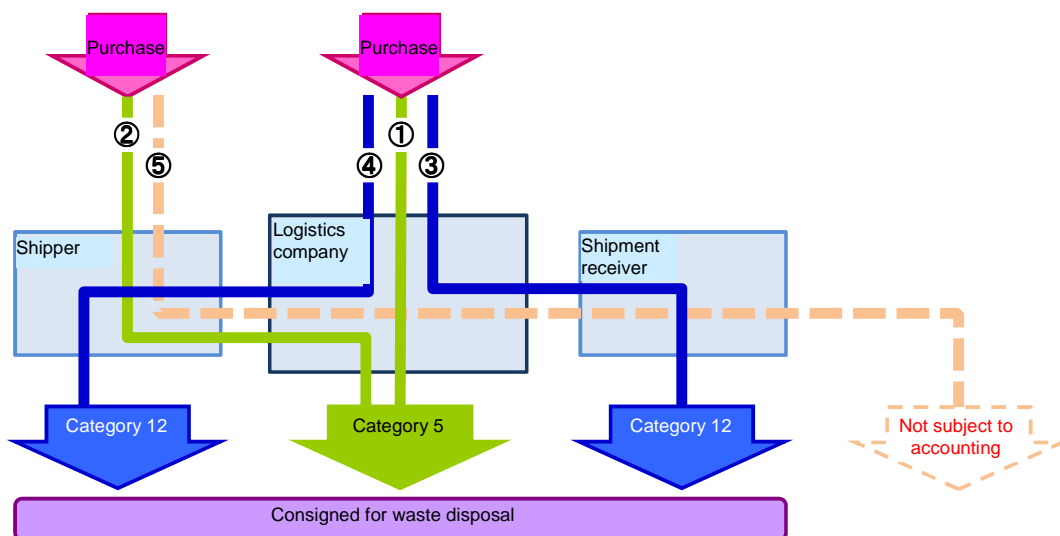 Purchase
Purchase
②
①
⑤
④
③
Shipper
Logistics
company
Shipment
receiver
Category 12
Category 5
Category 12
Not subject to
accounting
Consigned for waste disposal